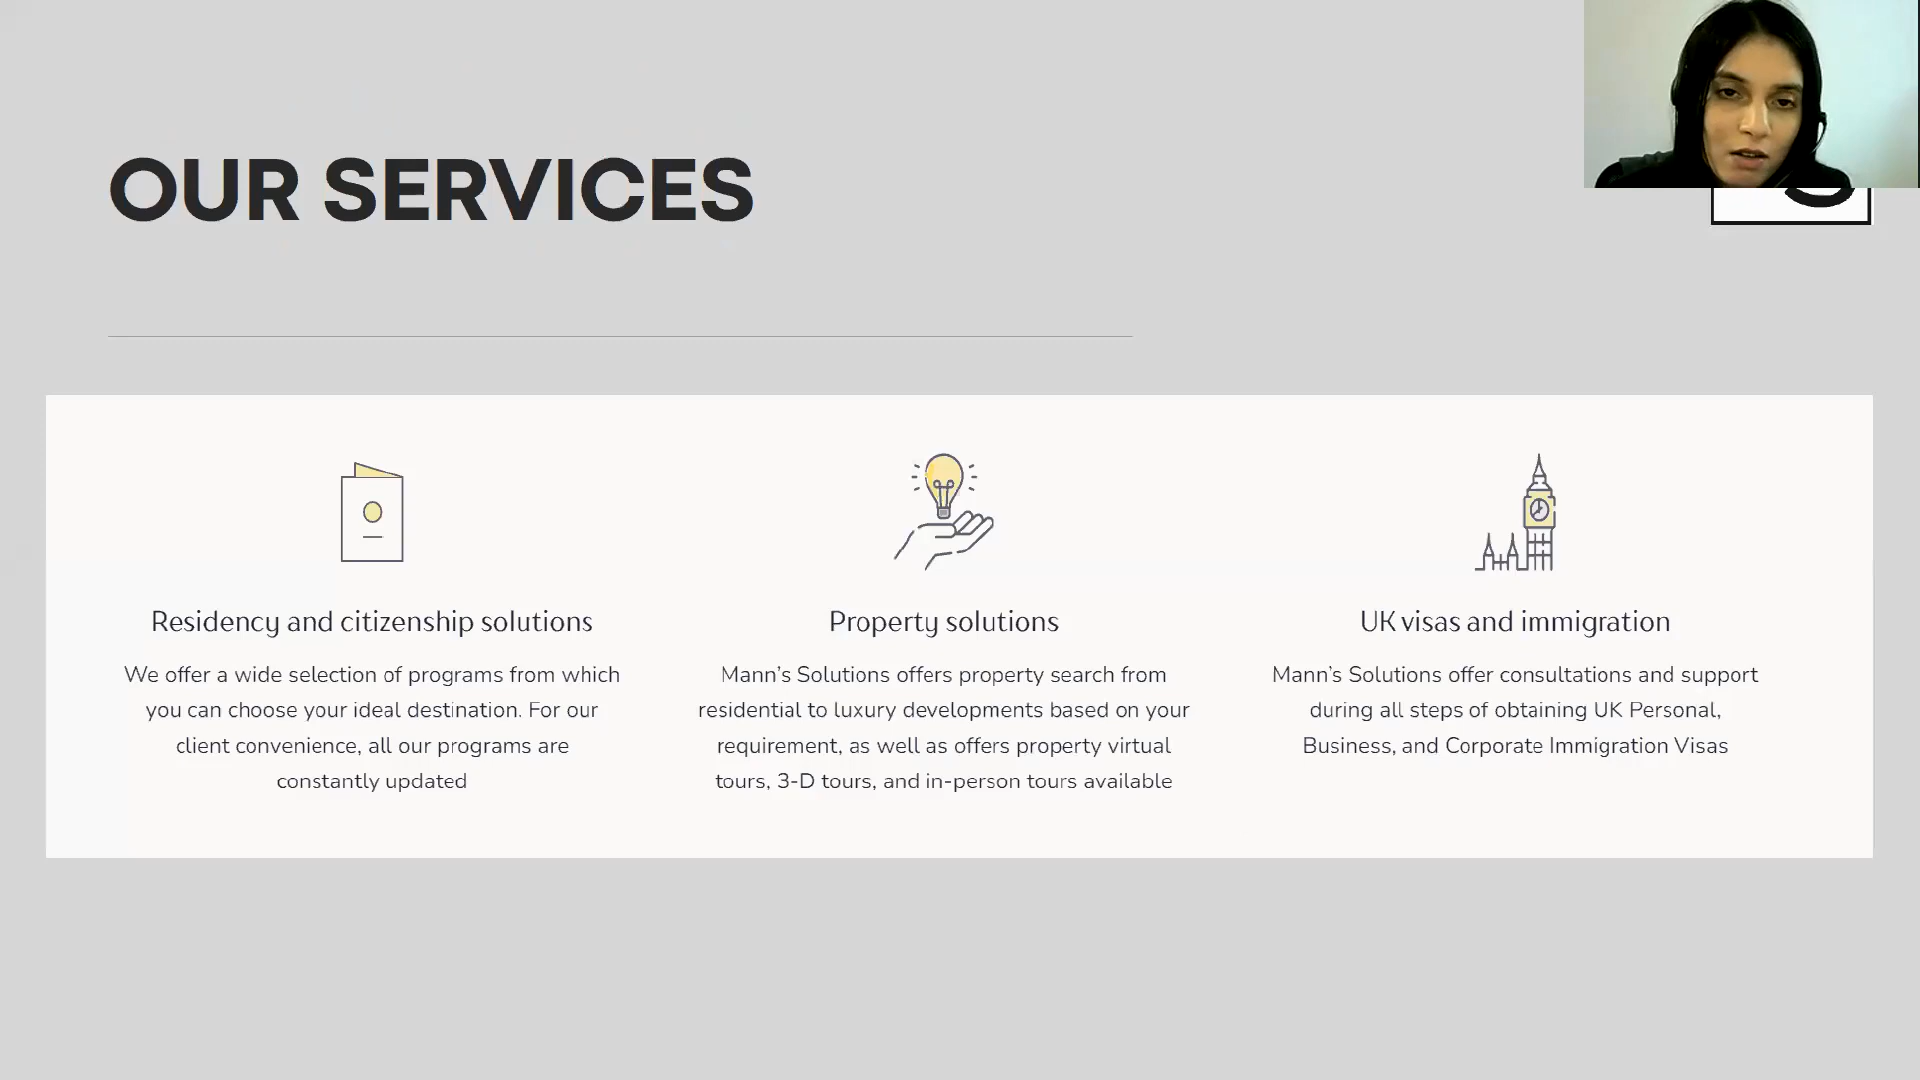 OUR SERVICES
Residency and citizenship solutions
We offer a wide selection of programs from which
you can choose your ideal destination. For our
client convenience, all our programs are
constantly updated
Property solutions
Mann's Solutions offers property search from
residential to luxury developments based on your
requirement, as well as offers property virtual
tours, 3-D tours, and in-person tours available
UK visas and immigration
Mann's Solutions offer consultations and support
during all steps of obtaining UK Personal,
Business, and Corporate Immigration Visas